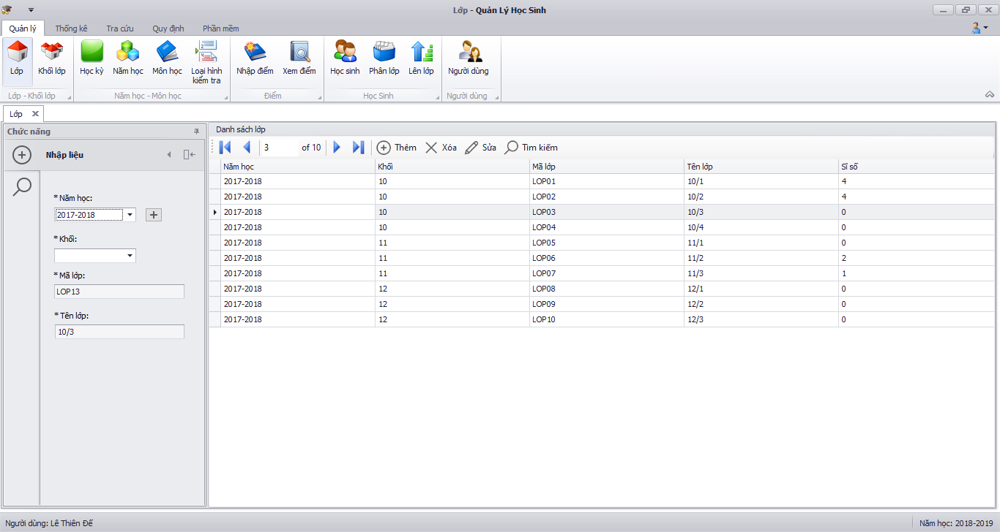 Lớp - Quản Lý Học Sinh
Quản lý Thống kê Tra cứu Quy định Phần mềm
Lớp Khối lớp Học kỳ Năm học Môn học Loại hình kiểm tra Nhập điểm Xem điểm Học sinh Phân lớp Lên lớp Người dùng
Lớp - Khối lớp Năm học - Môn học Điểm Học Sinh Người dùng
Lớp
Chức năng
Nhập liệu
* Năm học:
2017-2018
* Khối:
* Mã lớp:
LOP13
* Tên lớp:
10/3
Danh sách lớp
3 of 10 Thêm Xóa Sửa Tìm kiếm
Năm học Khối Mã lớp Tên lớp Sĩ số
2017-2018 10 LOP01 10/1 4
2017-2018 10 LOP02 10/2 4
2017-2018 10 LOP03 10/3 0
2017-2018 10 LOP04 10/4 0
2017-2018 11 LOP05 11/1 0
2017-2018 11 LOP06 11/2 2
2017-2018 11 LOP07 11/3 1
2017-2018 12 LOP08 12/1 0
2017-2018 12 LOP09 12/2 0
2017-2018 12 LOP10 12/3 0
Người dùng: Lê Thiên Đế Năm học: 2018-2019